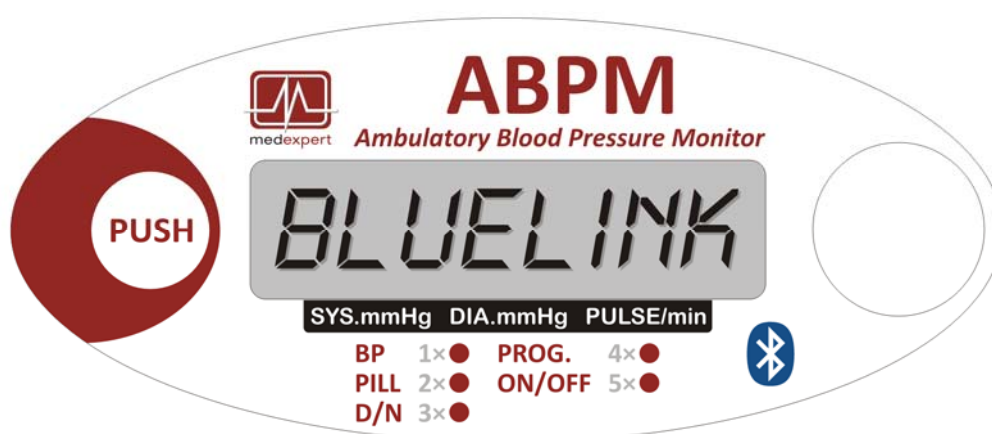 ABPM
medexpert
Ambulatory Blood Pressure Monitor
PUSH
BLUELINK
SYS.mmHg DIA.mmHg PULSE/min
BP 1× PROG. 4×
PILL 2× ON/OFF 5×
D/N 3×